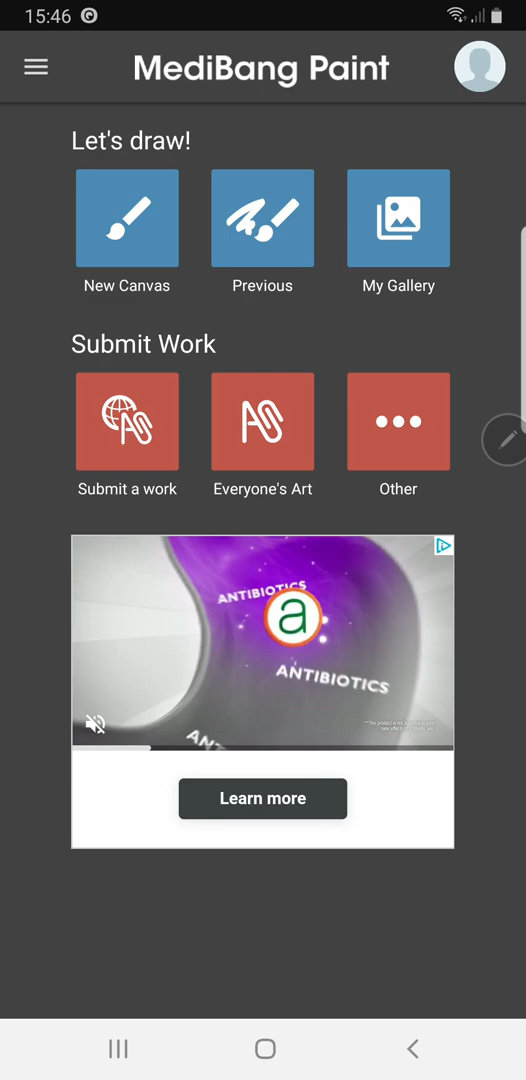 15:46
MediBang Paint
Let's draw!
New Canvas
Previous
My Gallery
Submit Work
Submit a work
Everyone's Art
Other
ANTIBIOTICS
a
ANTIBIOTICS
ANT
Learn more